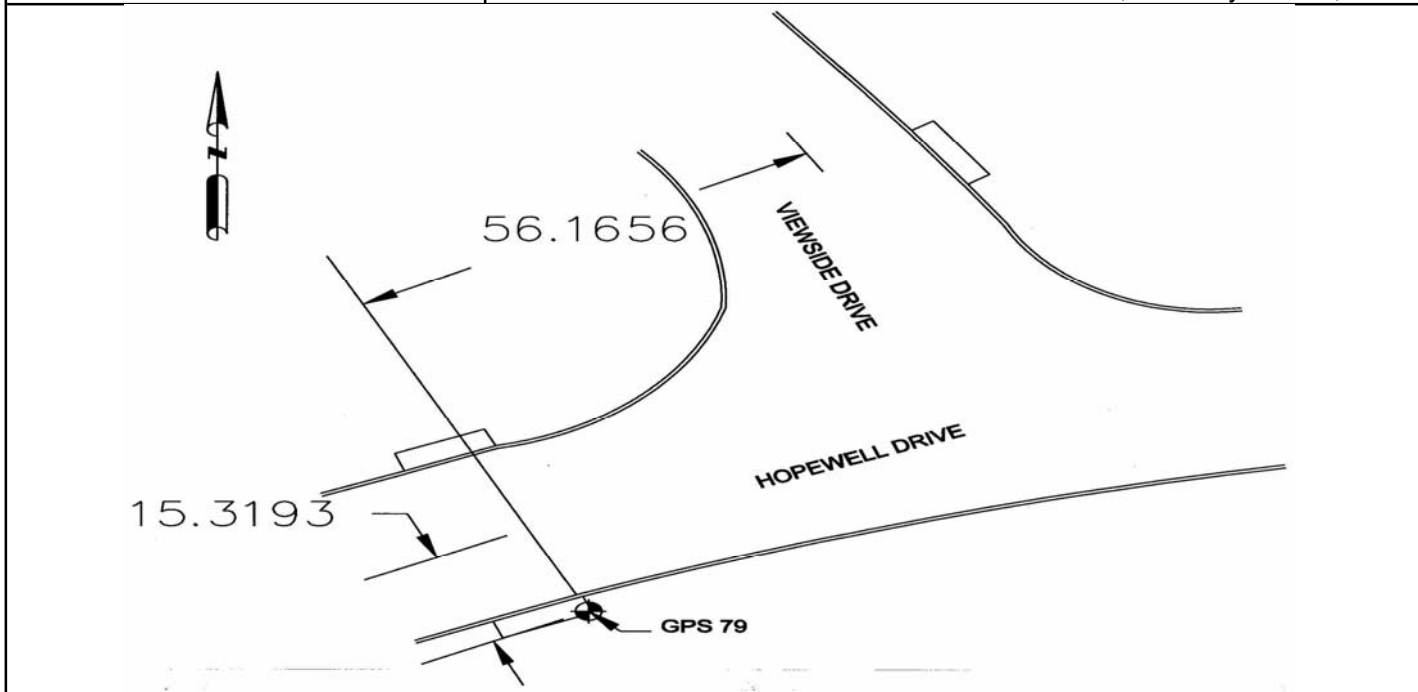 N
56.1656
VIEWSIDE DRIVE
HOPEWELL DRIVE
15.3193
GPS 79